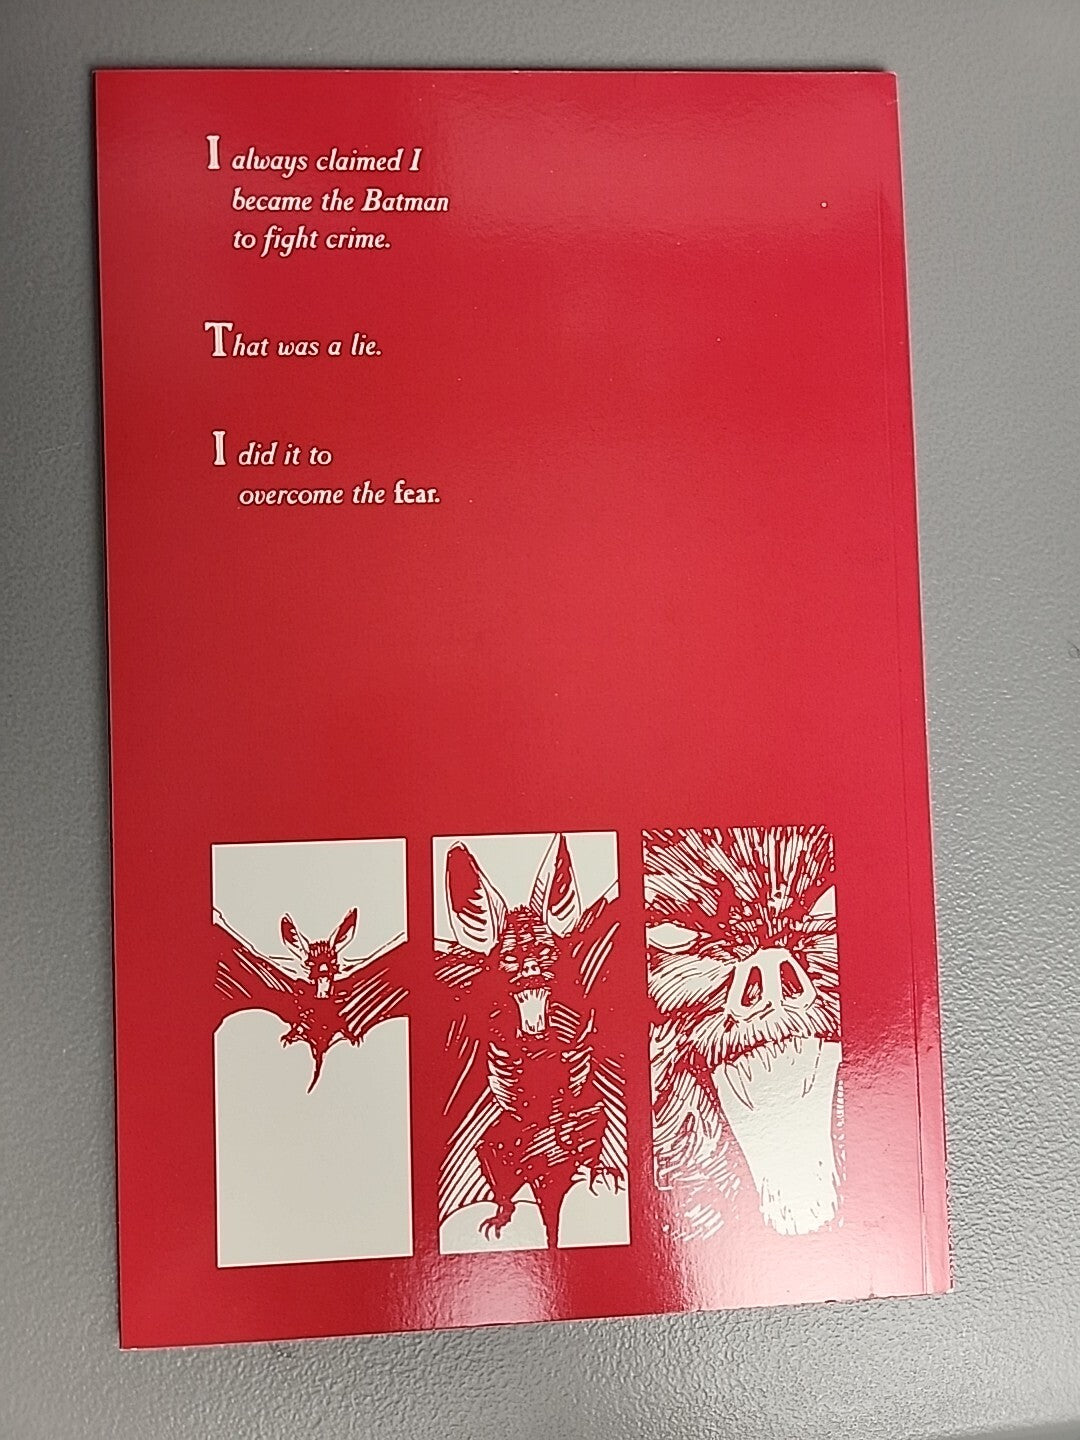 I always claimed I
became the Batman
to fight crime.
That was a lie.
I did it to
overcome the fear.